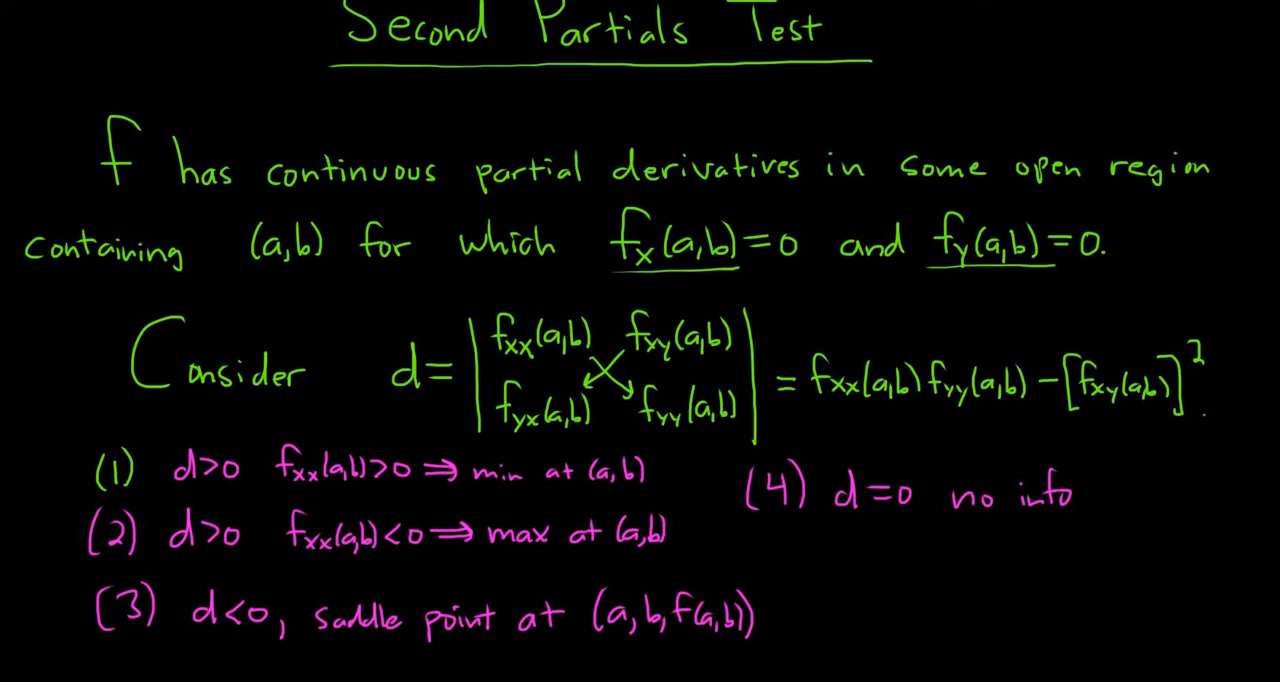 Second Partials Test
f has continuous partial derivatives in some open region
containing (a,b) for which fx(a,b)=0 and fy(a,b)=0.
Consider d= | fxx(a,b) fxy(a,b) | = fxx(a,b)fyy(a,b)-[fxy(a,b)]².
| fyx(a,b) fyy(a,b) |
(1) d>0 fxx(a,b)>0 ⇒ min at (a,b)
(4) d=0 no info
(2) d>0 fxx(a,b)<0 ⇒ max at (a,b)
(3) d<0, saddle point at (a,b,f(a,b))